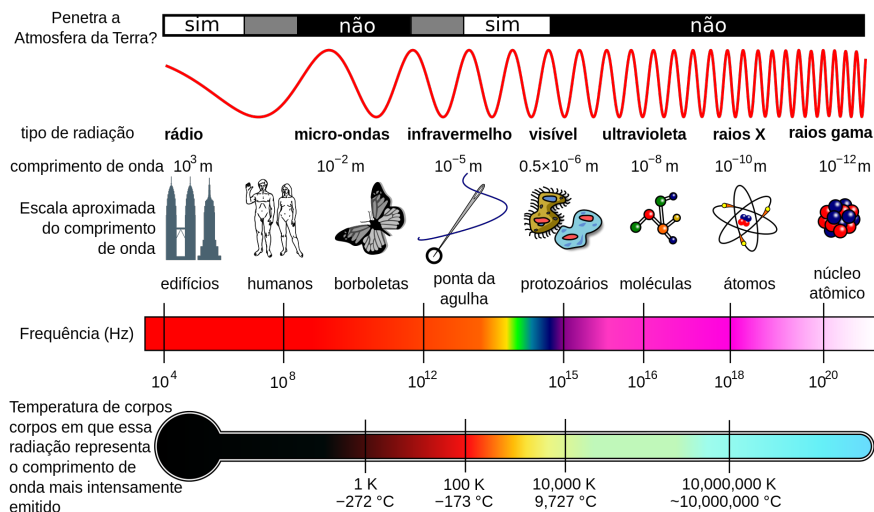 Penetra a
Atmosfera da Terra?
sim não sim não
tipo de radiação rádio micro-ondas infravermelho visível ultravioleta raios X raios gama
comprimento de onda 10³ m 10⁻² m 10⁻⁵ m 0.5×10⁻⁶ m 10⁻⁸ m 10⁻¹⁰ m 10⁻¹² m
Escala aproximada
do comprimento
de onda
edifícios humanos borboletas ponta da
agulha
protozoários moléculas átomos núcleo
atômico
Frequência (Hz)
10⁴ 10⁸ 10¹² 10¹⁵ 10¹⁶ 10¹⁸ 10²⁰
Temperatura de corpos
corpos em que essa
radiação representa
o comprimento de
onda mais intensamente
emitido
1 K 100 K 10,000 K 10,000,000 K
−272 °C −173 °C 9,727 °C ~10,000,000 °C